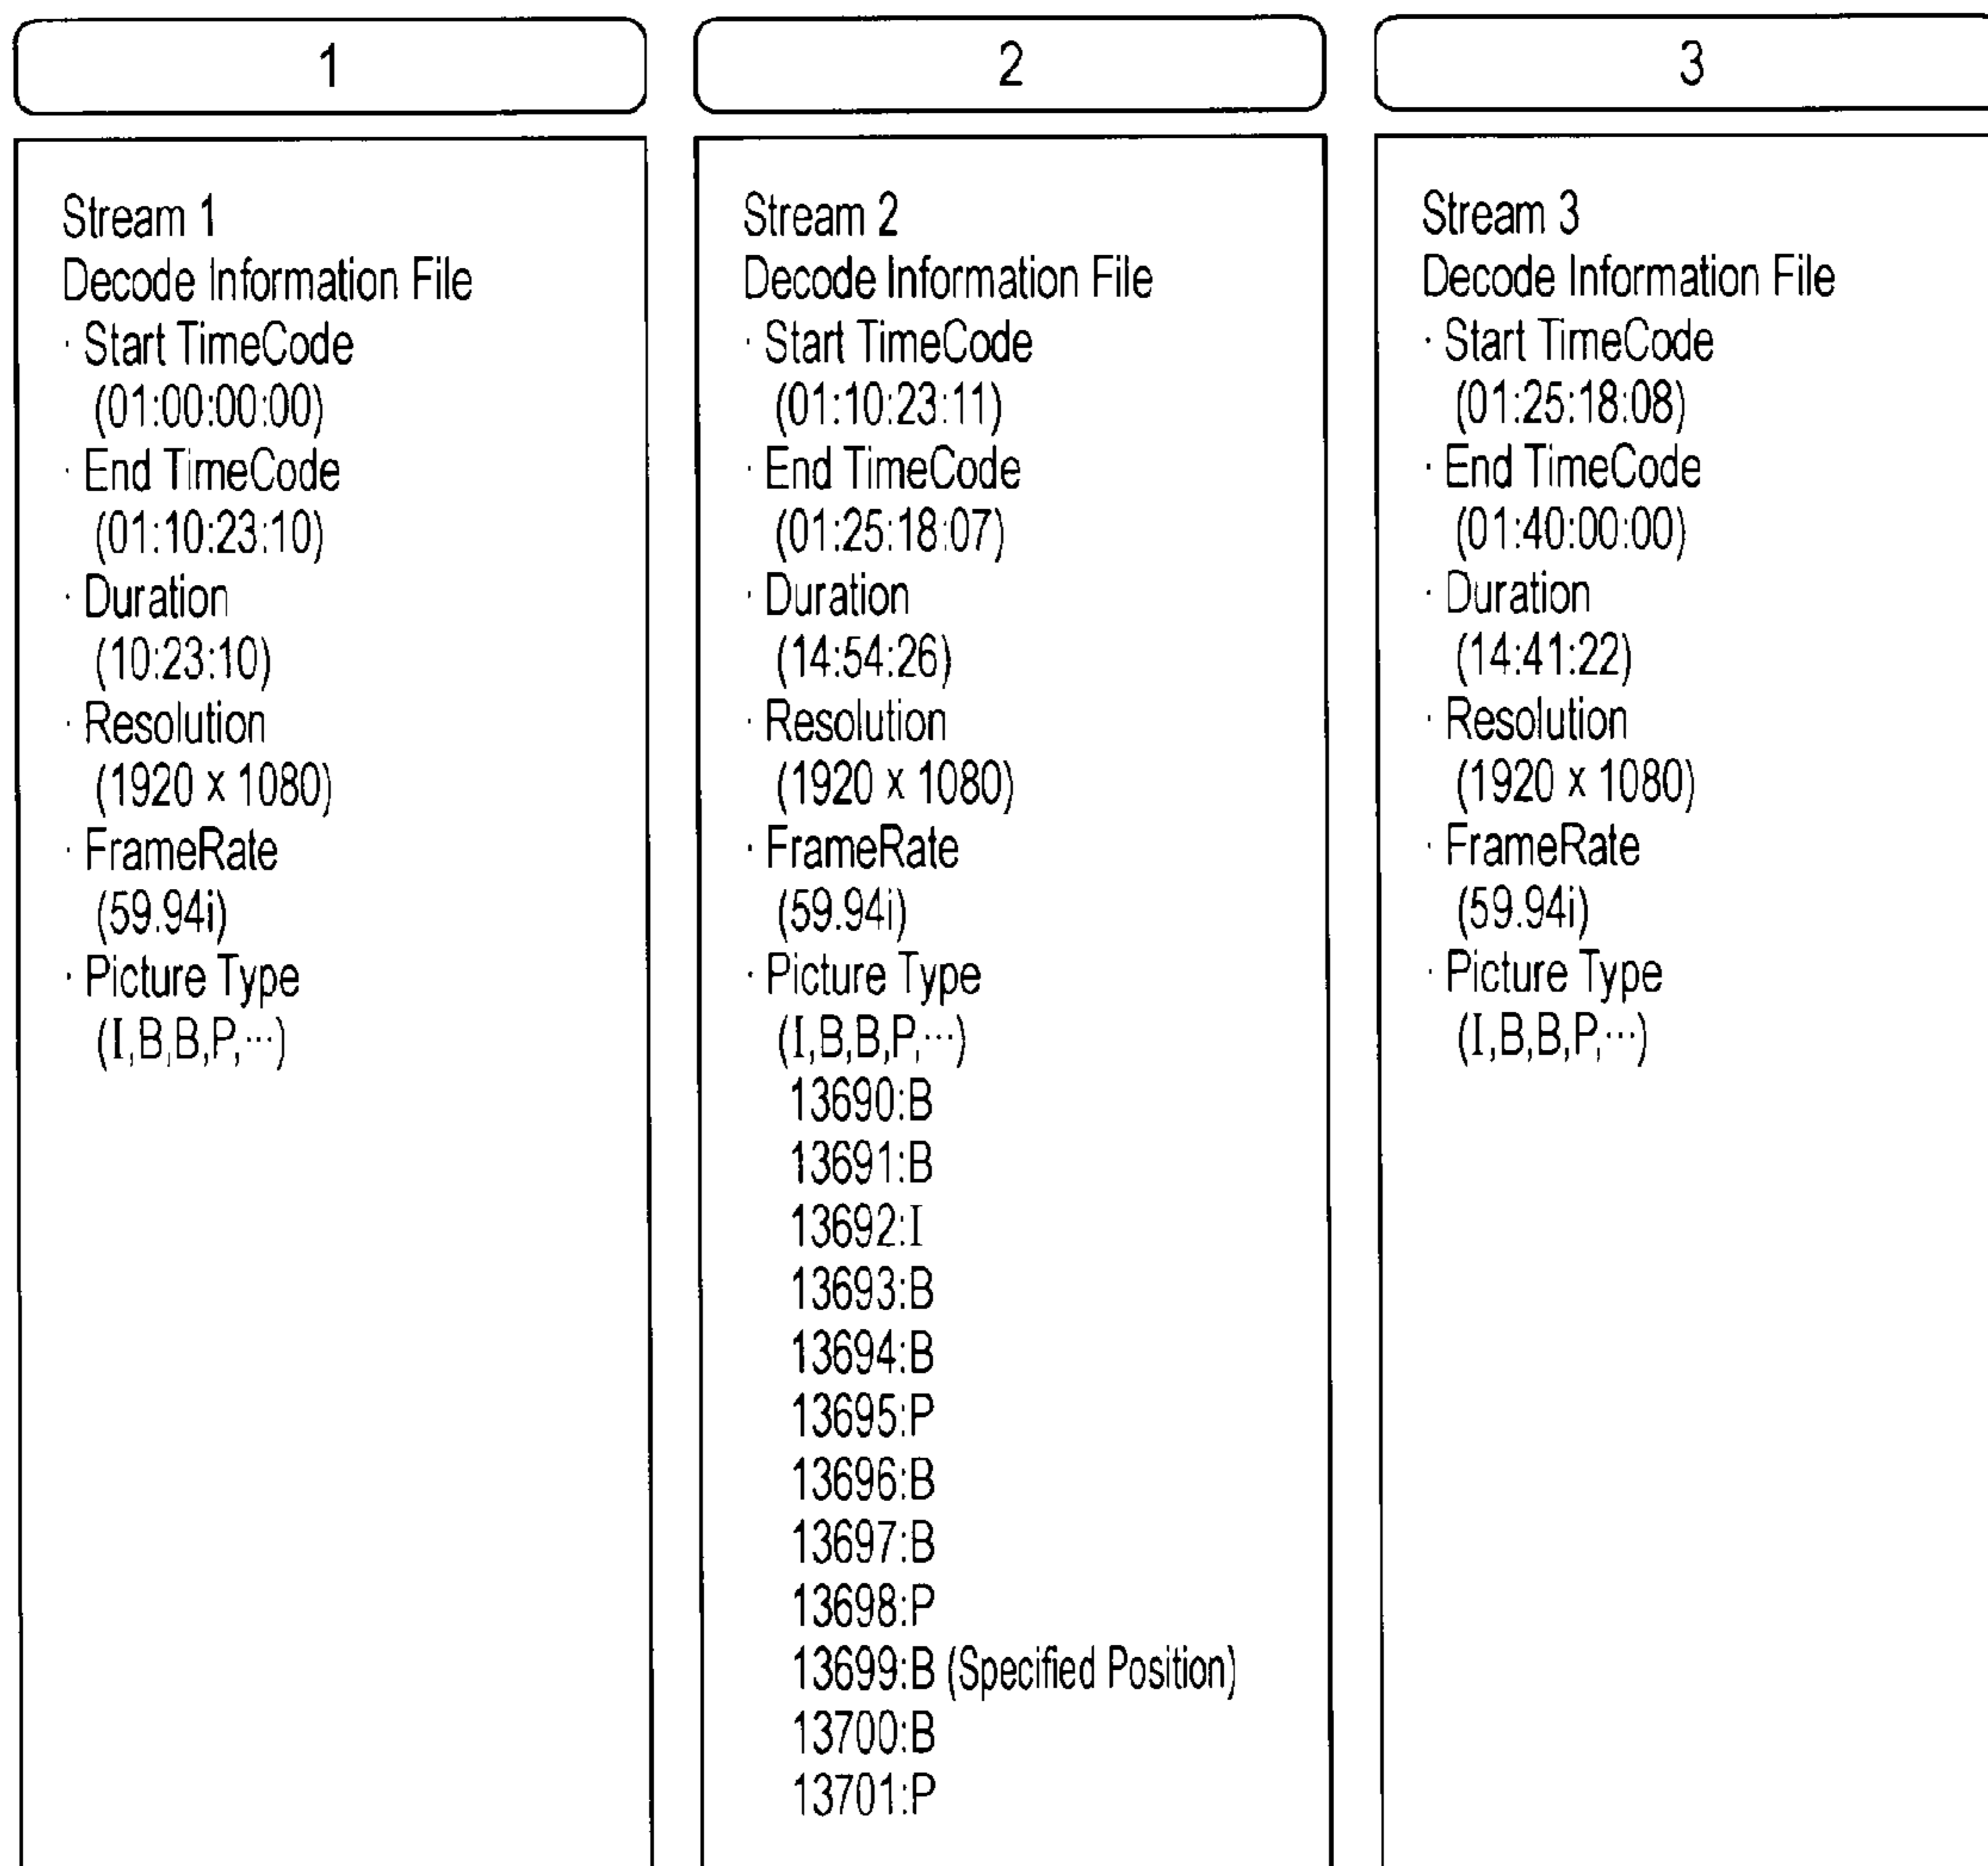 1
Stream 1
Decode Information File
· Start TimeCode
(01:00:00:00)
· End TimeCode
(01:10:23:10)
· Duration
(10:23:10)
· Resolution
(1920 x 1080)
· FrameRate
(59.94i)
· Picture Type
(I,B,B,P,···)
2
Stream 2
Decode Information File
· Start TimeCode
(01:10:23:11)
· End TimeCode
(01:25:18:07)
· Duration
(14:54:26)
· Resolution
(1920 x 1080)
· FrameRate
(59.94i)
· Picture Type
(I,B,B,P,···)
13690:B
13691:B
13692:I
13693:B
13694:B
13695:P
13696:B
13697:B
13698:P
13699:B (Specified Position)
13700:B
13701:P
3
Stream 3
Decode Information File
· Start TimeCode
(01:25:18:08)
· End TimeCode
(01:40:00:00)
· Duration
(14:41:22)
· Resolution
(1920 x 1080)
· FrameRate
(59.94i)
· Picture Type
(I,B,B,P,···)